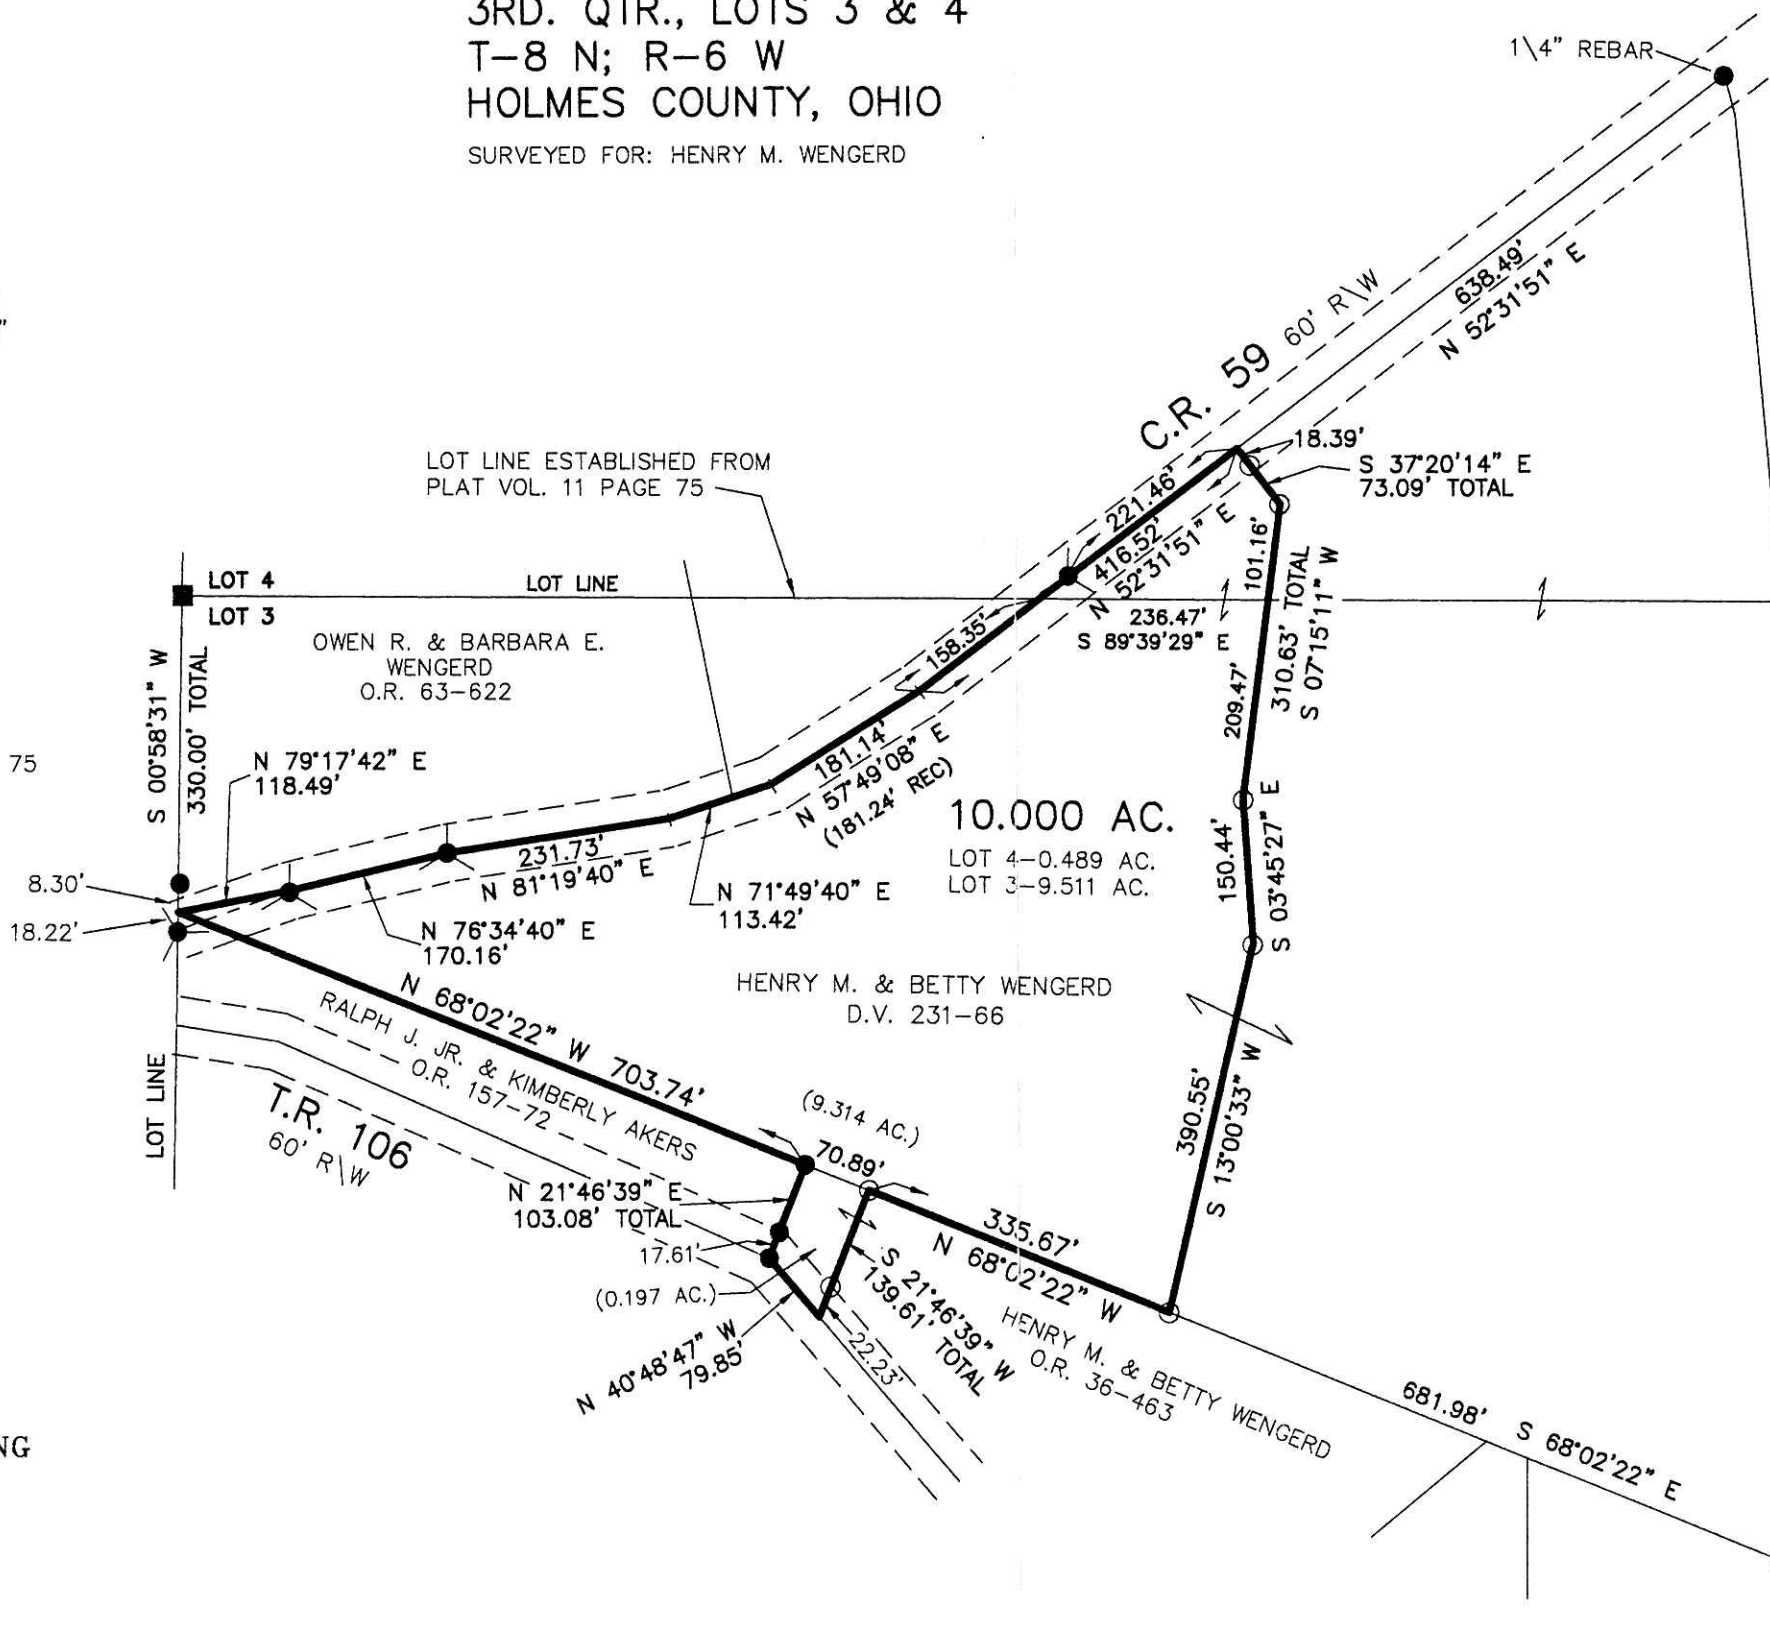 3RD. QTR., LOTS 3 & 4
T-8 N; R-6 W
HOLMES COUNTY, OHIO
SURVEYED FOR: HENRY M. WENGERD
1\4" REBAR
638.49'
N 52°31'51" E
C.R. 59 60' R\W
18.39'
S 37°20'14" E
73.09' TOTAL
LOT LINE ESTABLISHED FROM
PLAT VOL. 11 PAGE 75
221.46'
416.52'
N 52°31'51" E
101.16'
310.63' TOTAL
S 07°15'11" W
LOT 4
LOT LINE
LOT 3
236.47'
S 89°39'29" E
158.35'
OWEN R. & BARBARA E.
WENGERD
O.R. 63-622
S 00°58'31" W
330.00' TOTAL
209.47'
75
N 79°17'42" E
118.49'
181.14'
N 57°49'08" E
(181.24' REC)
10.000 AC.
LOT 4-0.489 AC.
LOT 3-9.511 AC.
150.44'
S 03°45'27" E
231.73'
N 81°19'40" E
8.30'
18.22'
N 71°49'40" E
113.42'
N 76°34'40" E
170.16'
HENRY M. & BETTY WENGERD
D.V. 231-66
N 68°02'22" W 703.74'
RALPH J. JR. & KIMBERLY AKERS
O.R. 157-72
LOT LINE
T.R. 106
60' R\W
(9.314 AC.)
390.55'
S 13°00'33" W
70.89'
N 21°46'39" E
103.08' TOTAL
17.61'
(0.197 AC.)
335.67'
N 68°02'22" W
S 21°46'39" W
139.61' TOTAL
22.23'
N 40°48'47" W
79.85'
HENRY M. & BETTY WENGERD
O.R. 36-463
681.98' S 68°02'22" E
NG